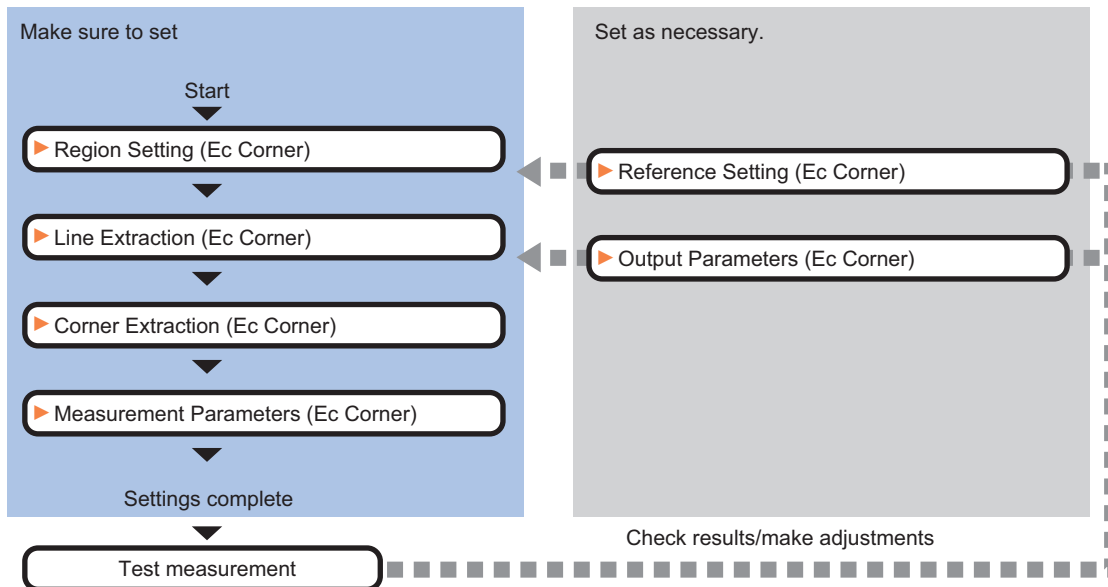 Make sure to set
Start
Region Setting (Ec Corner)
Line Extraction (Ec Corner)
Corner Extraction (Ec Corner)
Measurement Parameters (Ec Corner)
Settings complete
Test measurement
Set as necessary.
Reference Setting (Ec Corner)
Output Parameters (Ec Corner)
Check results/make adjustments